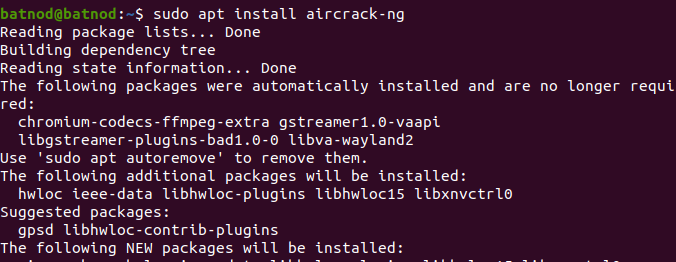 batnod@batnod:~$ sudo apt install aircrack-ng
Reading package lists... Done
Building dependency tree
Reading state information... Done
The following packages were automatically installed and are no longer requi
red:
  chromium-codecs-ffmpeg-extra gstreamer1.0-vaapi
  libgstreamer-plugins-bad1.0-0 libva-wayland2
Use 'sudo apt autoremove' to remove them.
The following additional packages will be installed:
  hwloc ieee-data libhwloc-plugins libhwloc15 libxnvctrl0
Suggested packages:
  gpsd libhwloc-contrib-plugins
The following NEW packages will be installed: